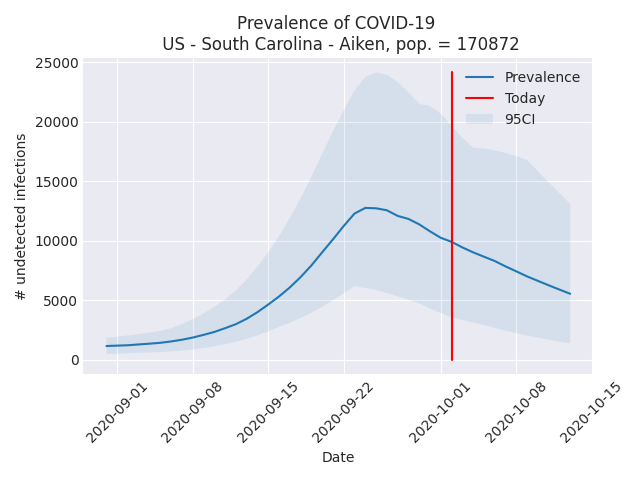 Prevalence of COVID-19
US - South Carolina - Aiken, pop. = 170872
25000
20000
15000
10000
5000
0
# undetected infections
Prevalence
Today
95CI
2020-09-01
2020-09-08
2020-09-15
2020-09-22
2020-10-01
2020-10-08
2020-10-15
Date